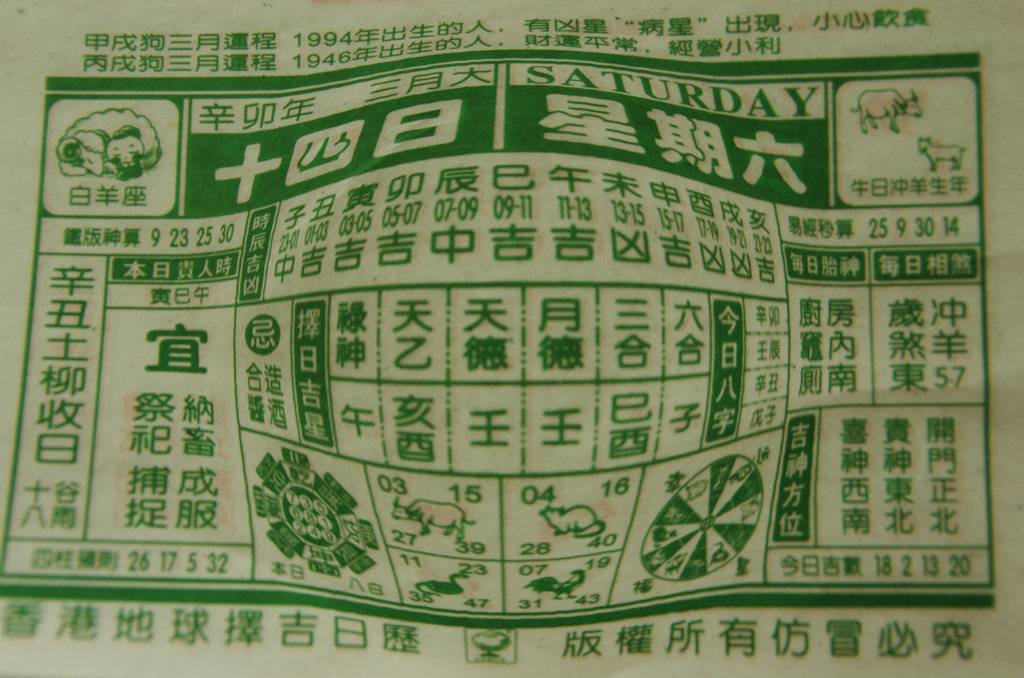 甲戌狗三月運程 1994年出生的人，有凶星“病星”出現，小心飲食
丙戌狗三月運程 1946年出生的人，財運平常，經營小利
白羊座
辛卯年 三月大
SATURDAY
十四日 星期六
牛日冲羊生年
鐵版神算 9 23 25 30
時辰吉凶
子 丑 寅 卯 辰 巳 午 未 申 酉 戌 亥
23-01 01-03 03-05 05-07 07-09 09-11 11-13 13-15 15-17 17-19 19-21 21-23
中 吉 吉 吉 中 吉 吉 凶 吉 凶 凶 吉
易經秒算 25 9 30 14
辛丑土柳收日
十八 谷雨
本日貴人時
寅巳午
宜
祭祀 納畜
捕捉 成服
四柱預測 26 17 5 32
忌
合醬 造酒
擇日吉星
祿神 天乙 天德 月德 三合 六合
午 亥酉 壬 壬 巳酉 子
今日八字
辛卯
壬辰
辛丑
戊子
每日胎神
廚竈廁 房內南
每日相煞
歲煞東 冲羊57
吉神方位
喜神西南 貴神東北 開門正北
今日吉數 18 2 13 20
本日 八白
03 15
27 39
04 16
28 40
11 23
35 47
07 19
31 43
香港地球擇吉日歷
版權所有仿冒必究